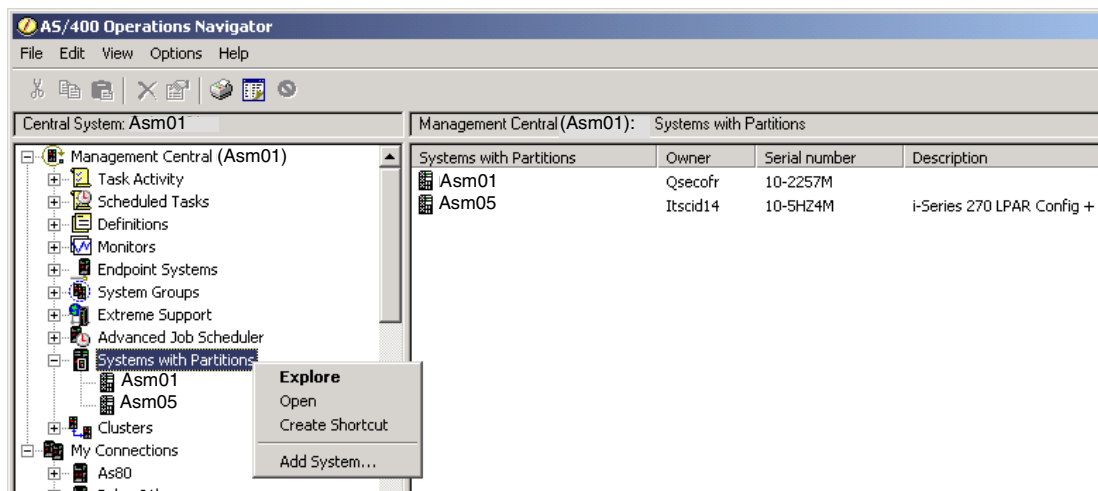 AS/400 Operations Navigator
File Edit View Options Help
Central System: Asm01
Management Central (Asm01): Systems with Partitions
Management Central (Asm01)
Task Activity
Scheduled Tasks
Definitions
Monitors
Endpoint Systems
System Groups
Extreme Support
Advanced Job Scheduler
Systems with Partitions
Asm01
Asm05
Clusters
My Connections
As80
Explore
Open
Create Shortcut
Add System...
Systems with Partitions Owner Serial number Description
Asm01 Qsecofr 10-2257M
Asm05 Itscid14 10-5HZ4M i-Series 270 LPAR Config +